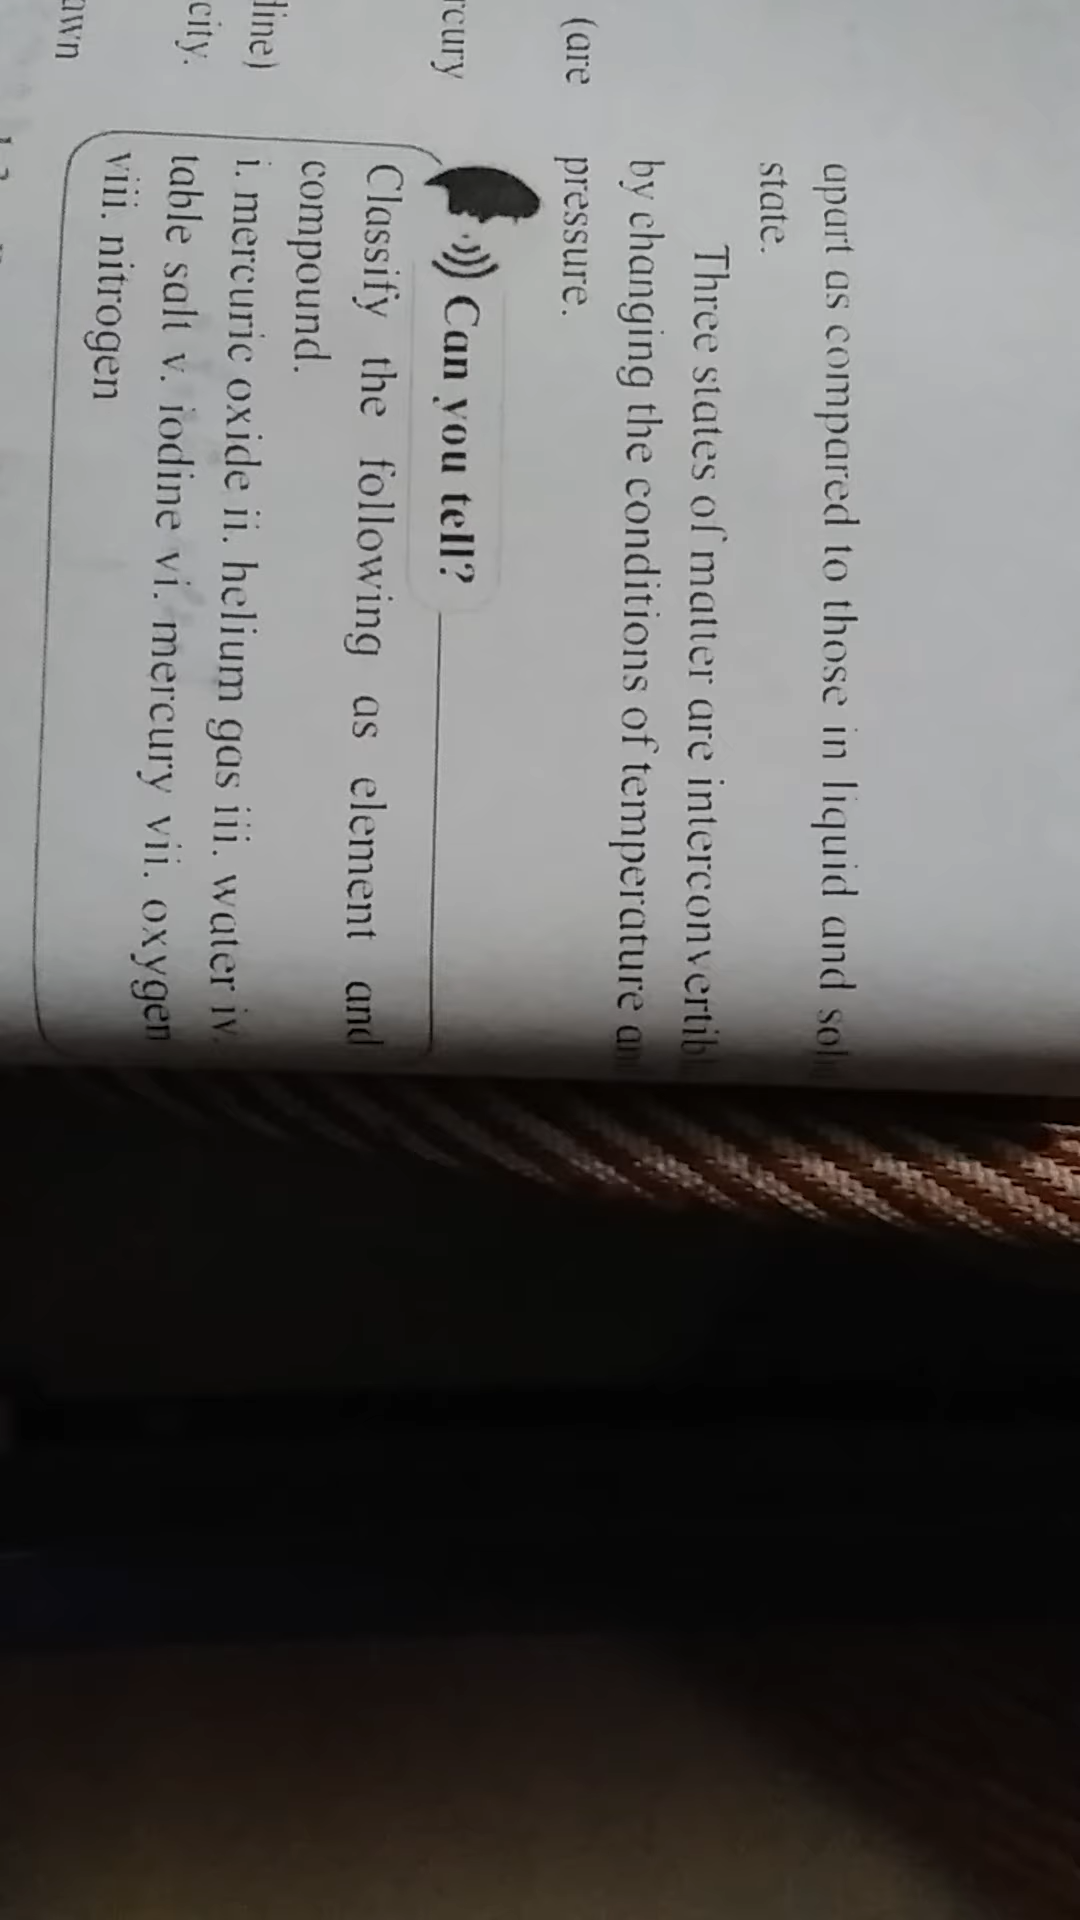 apart as compared to those in liquid and
state.
Three states of matter are
by changing the conditions of temperature
pressure.
Can you tell?
Classify the following as element and
compound.
i. mercuric oxide ii. helium gas iii. water iv.
table salt v. iodine vi. mercury vii. oxygen
viii. nitrogen
(are
city.